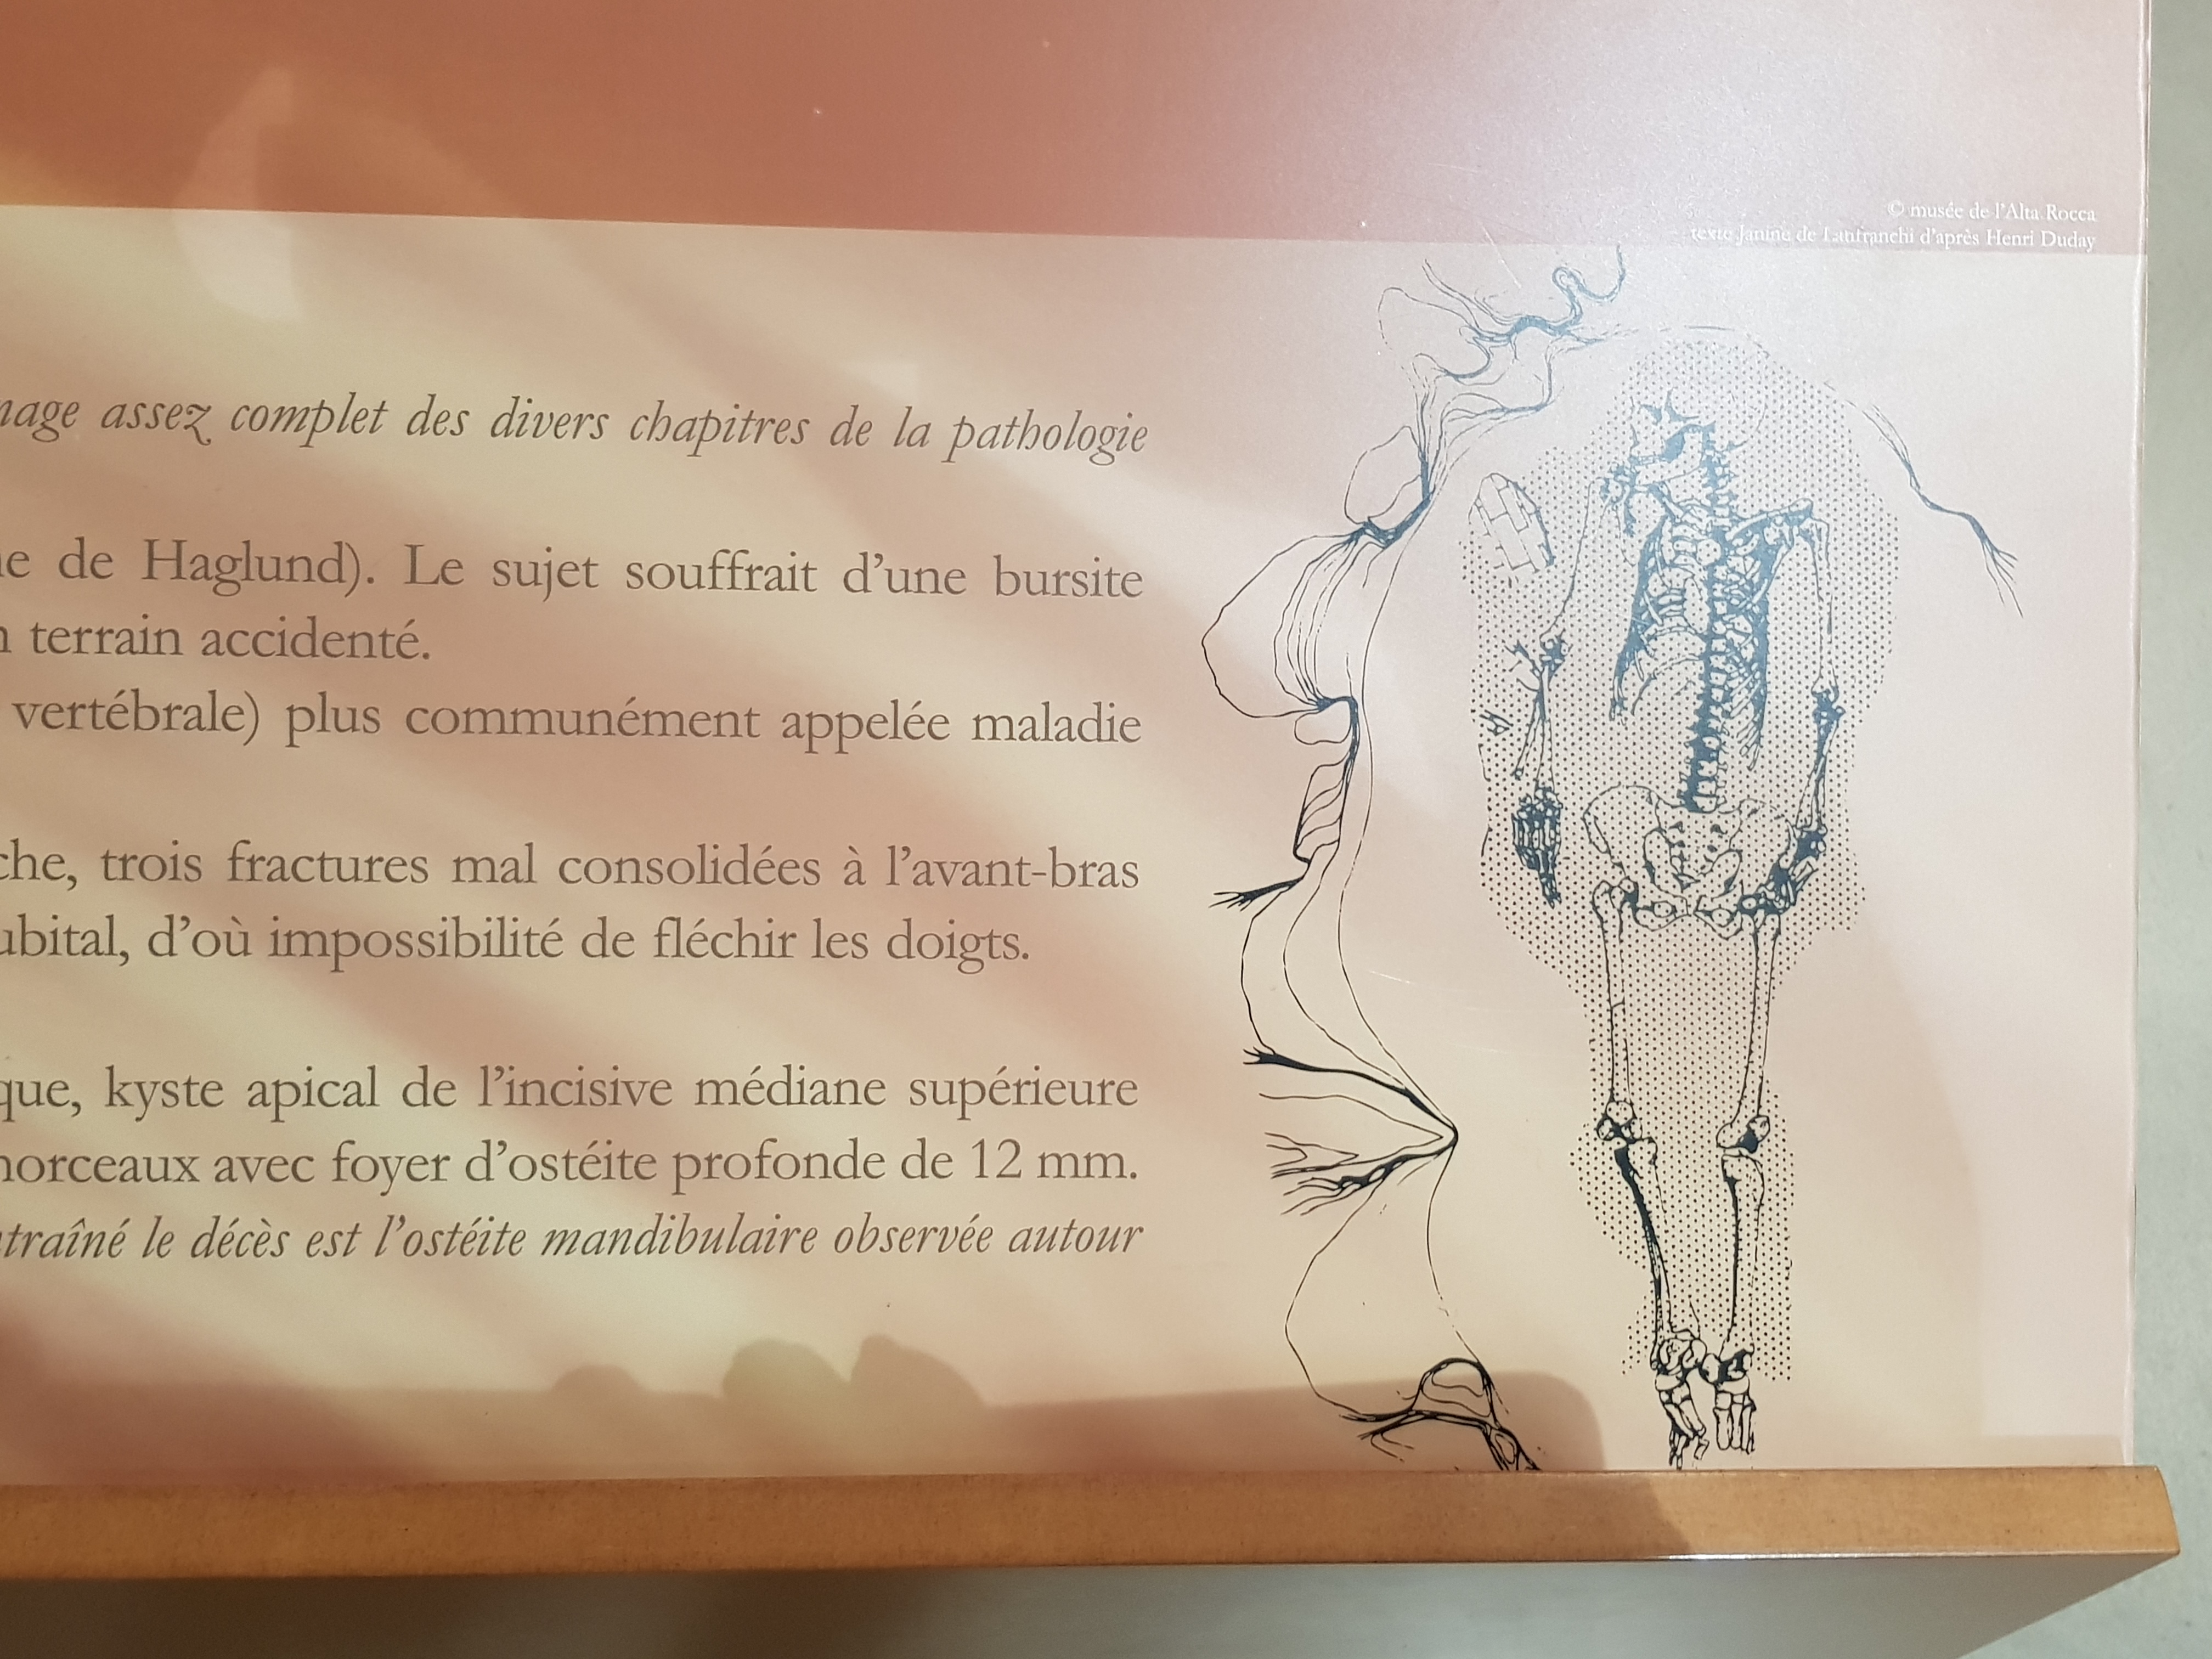 © musée de l'Alta Rocca
texte Janine de Lanfranchi d'après Henri Duday
nage assez complet des divers chapitres de la pathologie
ne de Haglund). Le sujet souffrait d'une bursite
n terrain accidenté.
vertébrale) plus communément appelée maladie
che, trois fractures mal consolidées à l'avant-bras
ubital, d'où impossibilité de fléchir les doigts.
que, kyste apical de l'incisive médiane supérieure
norceaux avec foyer d'ostéite profonde de 12 mm.
traîné le décès est l'ostéite mandibulaire observée autour